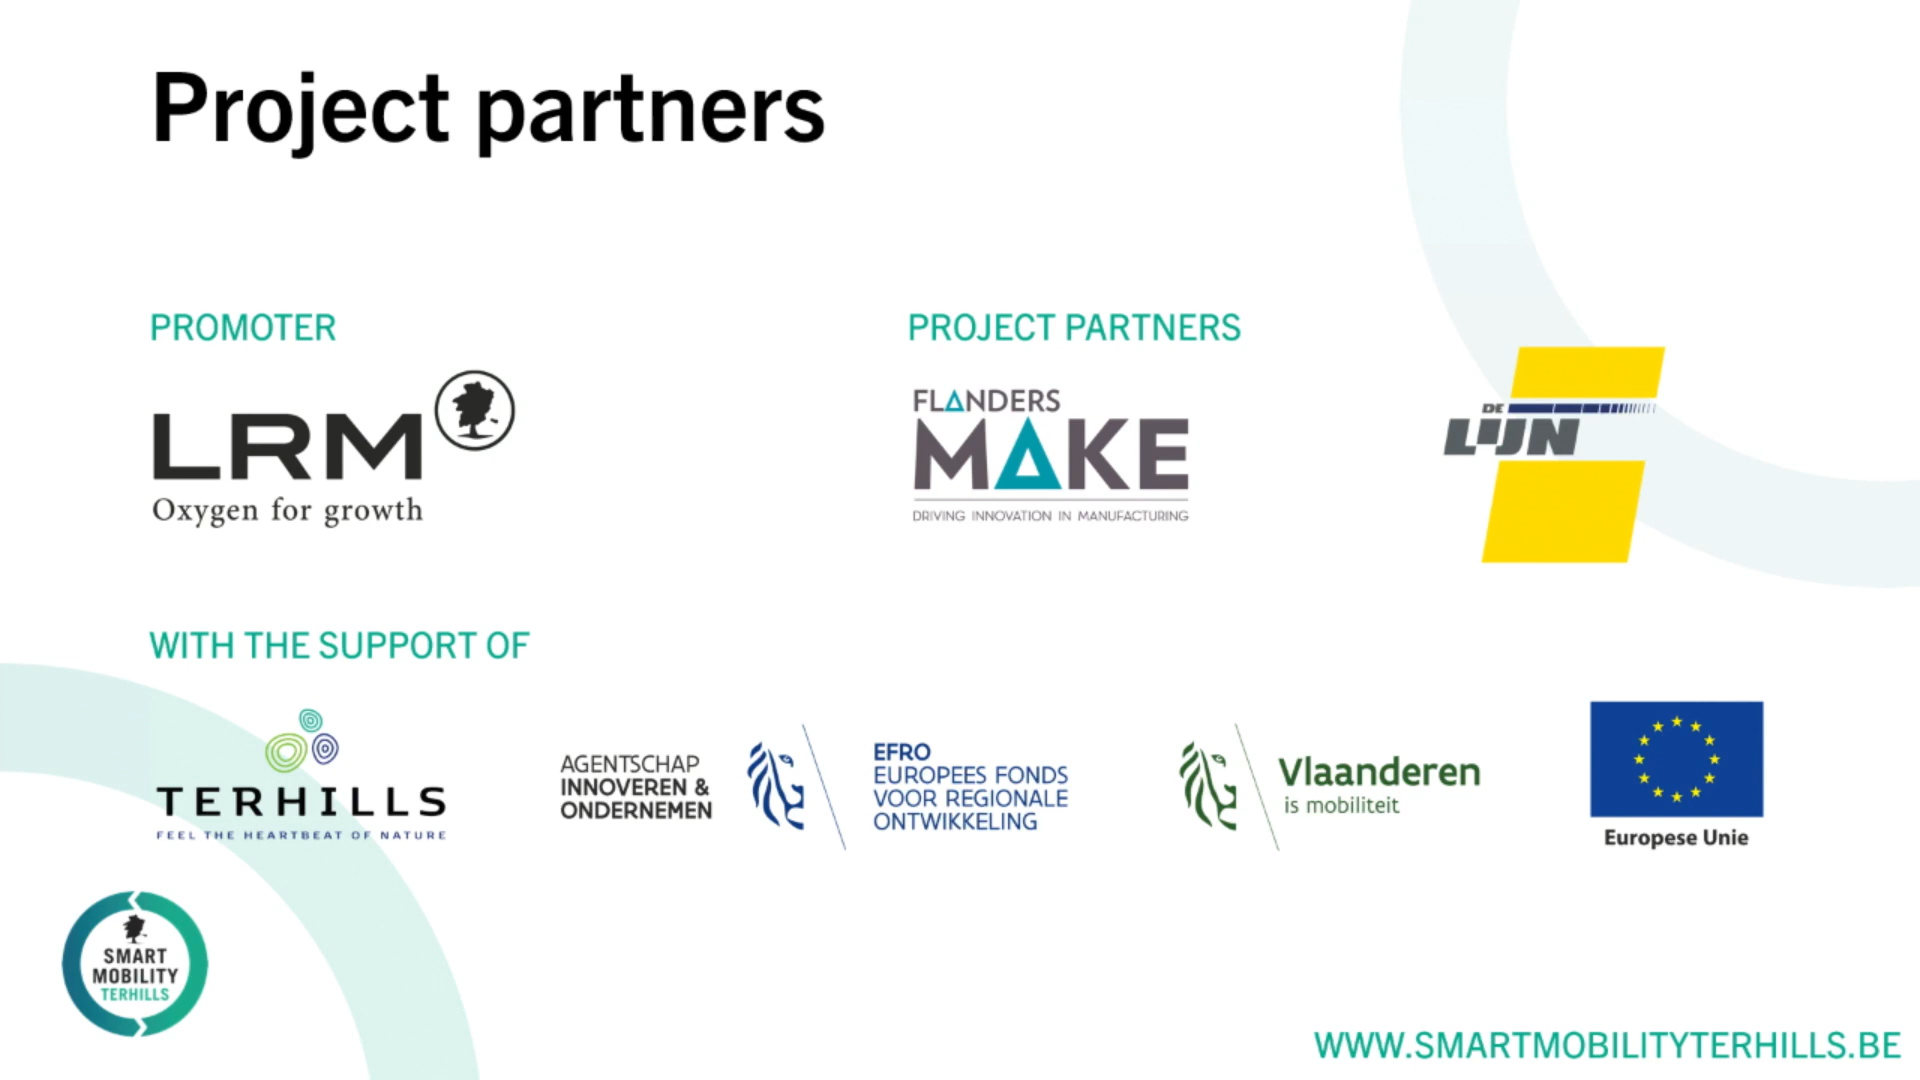 Project partners
PROMOTER
LRM
Oxygen for growth
PROJECT PARTNERS
FLANDERS
MAKE
DRIVING INNOVATION IN MANUFACTURING
DE
LIJN
WITH THE SUPPORT OF
TERHILLS
FEEL THE HEARTBEAT OF NATURE
AGENTSCHAP
INNOVEREN &
ONDERNEMEN
EFRO
EUROPEES FONDS
VOOR REGIONALE
ONTWIKKELING
Vlaanderen
is mobiliteit
Europese Unie
SMART
MOBILITY
TERHILLS
WWW.SMARTMOBILITYTERHILLS.BE